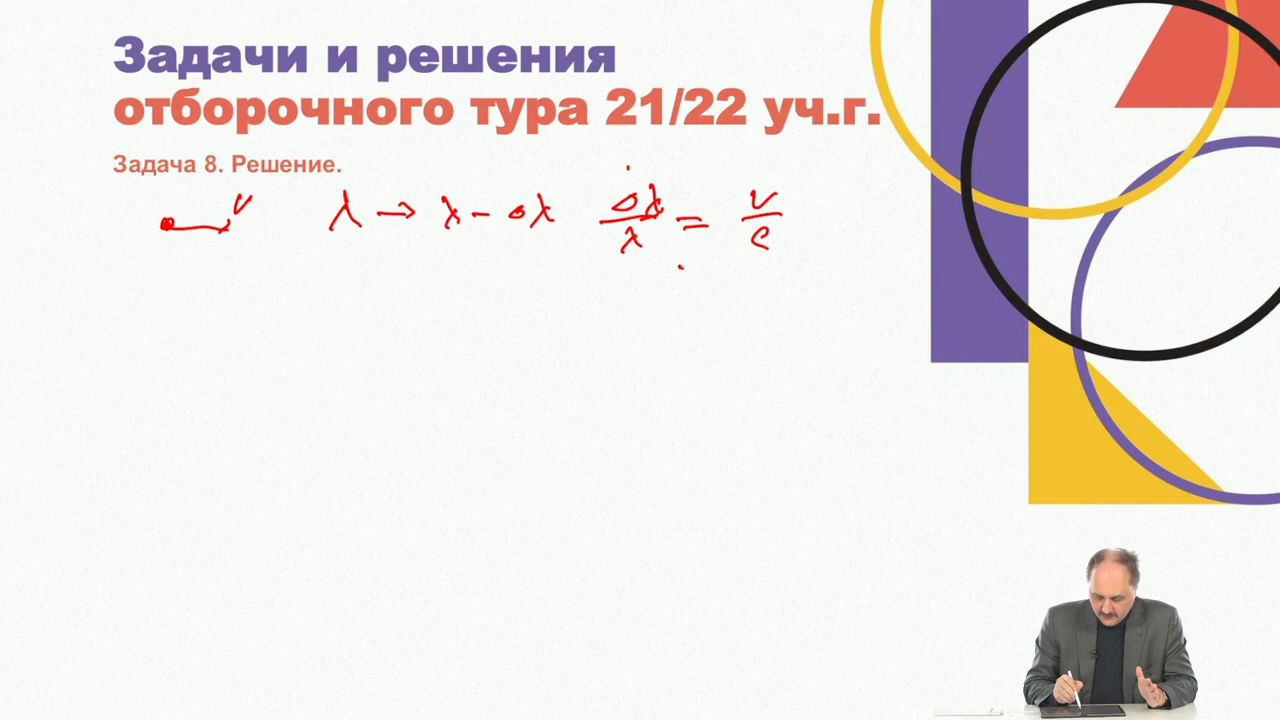 Задачи и решения
отборочного тура 21/22 уч.г.
Задача 8. Решение.
v λ → λ - Δλ Δλ/λ = v/c